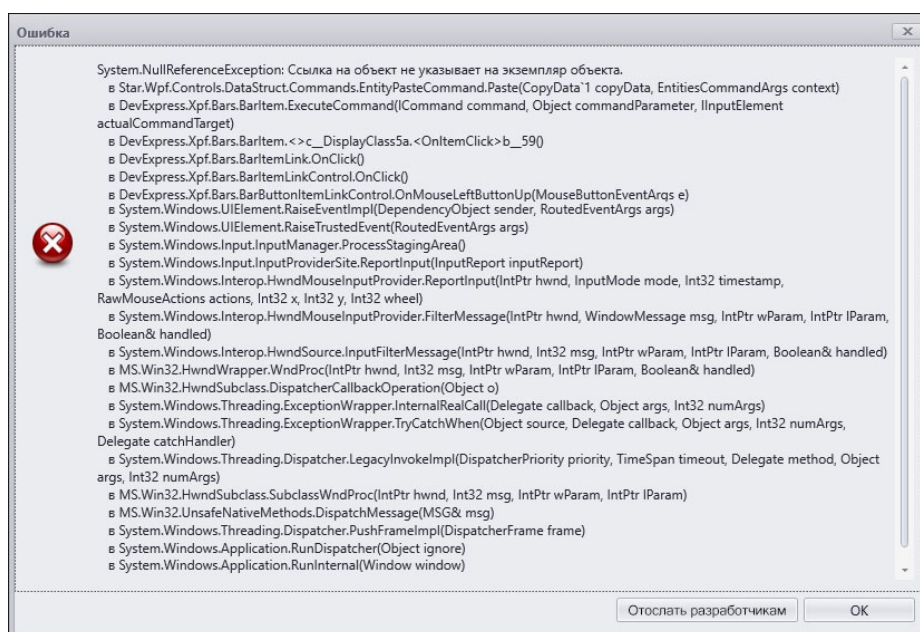 Ошибка
System.NullReferenceException: Ссылка на объект не указывает на экземпляр объекта.
в Star.Wpf.Controls.DataStruct.Commands.EntityPasteCommand.Paste(CopyData`1 copyData, EntitiesCommandArgs context)
в DevExpress.Xpf.Bars.BarItem.ExecuteCommand(ICommand command, Object commandParameter, IInputElement
actualCommandTarget)
в DevExpress.Xpf.Bars.BarItem.<>c__DisplayClass5a.<OnItemClick>b__59()
в DevExpress.Xpf.Bars.BarItemLink.OnClick()
в DevExpress.Xpf.Bars.BarItemLinkControl.OnClick()
в DevExpress.Xpf.Bars.BarButtonItemLinkControl.OnMouseLeftButtonUp(MouseButtonEventArgs e)
в System.Windows.UIElement.RaiseEventImpl(DependencyObject sender, RoutedEventArgs args)
в System.Windows.UIElement.RaiseTrustedEvent(RoutedEventArgs args)
в System.Windows.Input.InputManager.ProcessStagingArea()
в System.Windows.Input.InputProviderSite.ReportInput(InputReport inputReport)
в System.Windows.Interop.HwndMouseInputProvider.ReportInput(IntPtr hwnd, InputMode mode, Int32 timestamp,
RawMouseActions actions, Int32 x, Int32 y, Int32 wheel)
в System.Windows.Interop.HwndMouseInputProvider.FilterMessage(IntPtr hwnd, WindowMessage msg, IntPtr wParam, IntPtr lParam,
Boolean& handled)
в System.Windows.Interop.HwndSource.InputFilterMessage(IntPtr hwnd, Int32 msg, IntPtr wParam, IntPtr lParam, Boolean& handled)
в MS.Win32.HwndWrapper.WndProc(IntPtr hwnd, Int32 msg, IntPtr wParam, IntPtr lParam, Boolean& handled)
в MS.Win32.HwndSubclass.DispatcherCallbackOperation(Object o)
в System.Windows.Threading.ExceptionWrapper.InternalRealCall(Delegate callback, Object args, Int32 numArgs)
в System.Windows.Threading.ExceptionWrapper.TryCatchWhen(Object source, Delegate callback, Object args, Int32 numArgs,
Delegate catchHandler)
в System.Windows.Threading.Dispatcher.LegacyInvokeImpl(DispatcherPriority priority, TimeSpan timeout, Delegate method, Object
args, Int32 numArgs)
в MS.Win32.HwndSubclass.SubclassWndProc(IntPtr hwnd, Int32 msg, IntPtr wParam, IntPtr lParam)
в MS.Win32.UnsafeNativeMethods.DispatchMessage(MSG& msg)
в System.Windows.Threading.Dispatcher.PushFrameImpl(DispatcherFrame frame)
в System.Windows.Application.RunDispatcher(Object ignore)
в System.Windows.Application.RunInternal(Window window)
Отослать разработчикам
ОК